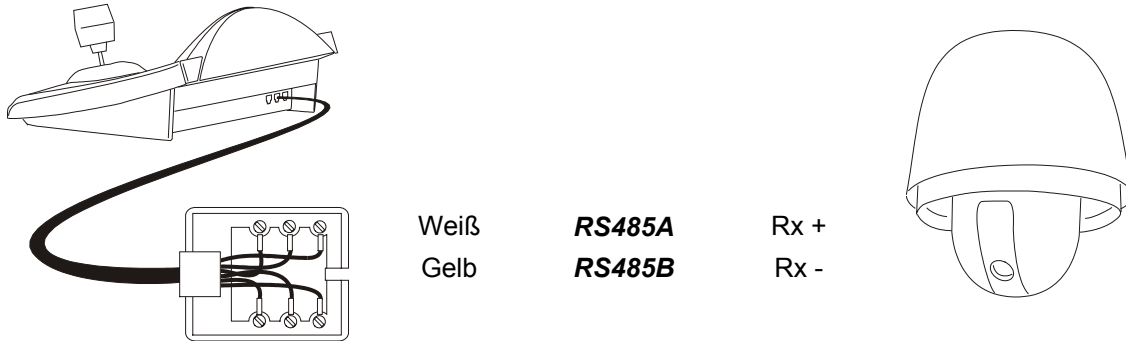 Weiß RS485A Rx +
Gelb RS485B Rx -